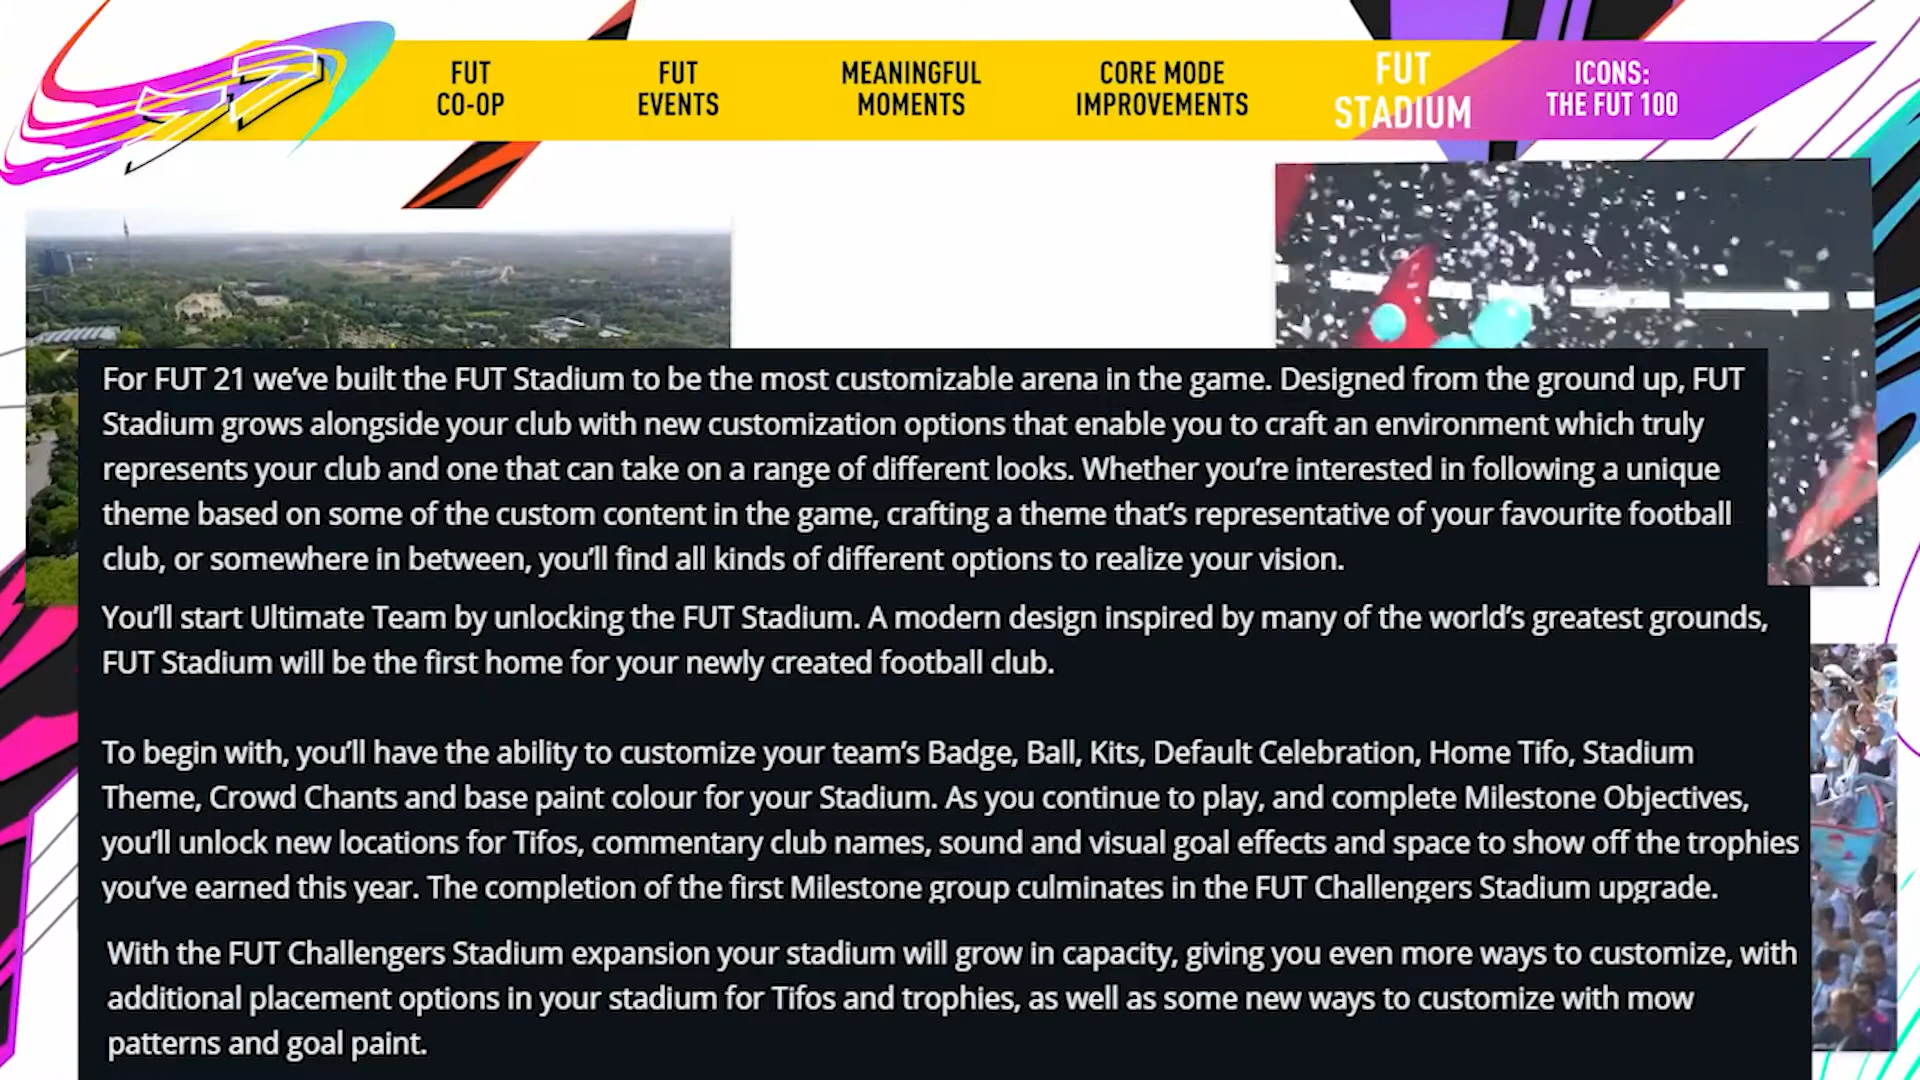 FUT
CO-OP
FUT
EVENTS
MEANINGFUL
MOMENTS
CORE MODE
IMPROVEMENTS
FUT
STADIUM
ICONS:
THE FUT 100
For FUT 21 we’ve built the FUT Stadium to be the most customizable arena in the game. Designed from the ground up, FUT
Stadium grows alongside your club with new customization options that enable you to craft an environment which truly
represents your club and one that can take on a range of different looks. Whether you’re interested in following a unique
theme based on some of the custom content in the game, crafting a theme that’s representative of your favourite football
club, or somewhere in between, you’ll find all kinds of different options to realize your vision.
You’ll start Ultimate Team by unlocking the FUT Stadium. A modern design inspired by many of the world’s greatest grounds,
FUT Stadium will be the first home for your newly created football club.
To begin with, you’ll have the ability to customize your team’s Badge, Ball, Kits, Default Celebration, Home Tifo, Stadium
Theme, Crowd Chants and base paint colour for your Stadium. As you continue to play, and complete Milestone Objectives,
you’ll unlock new locations for Tifos, commentary club names, sound and visual goal effects and space to show off the trophies
you’ve earned this year. The completion of the first Milestone group culminates in the FUT Challengers Stadium upgrade.
With the FUT Challengers Stadium expansion your stadium will grow in capacity, giving you even more ways to customize, with
additional placement options in your stadium for Tifos and trophies, as well as some new ways to customize with mow
patterns and goal paint.